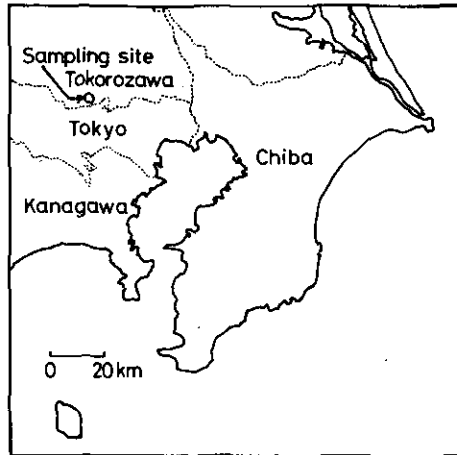 Sampling site
Tokorozawa
Tokyo
Chiba
Kanagawa
0 20 km